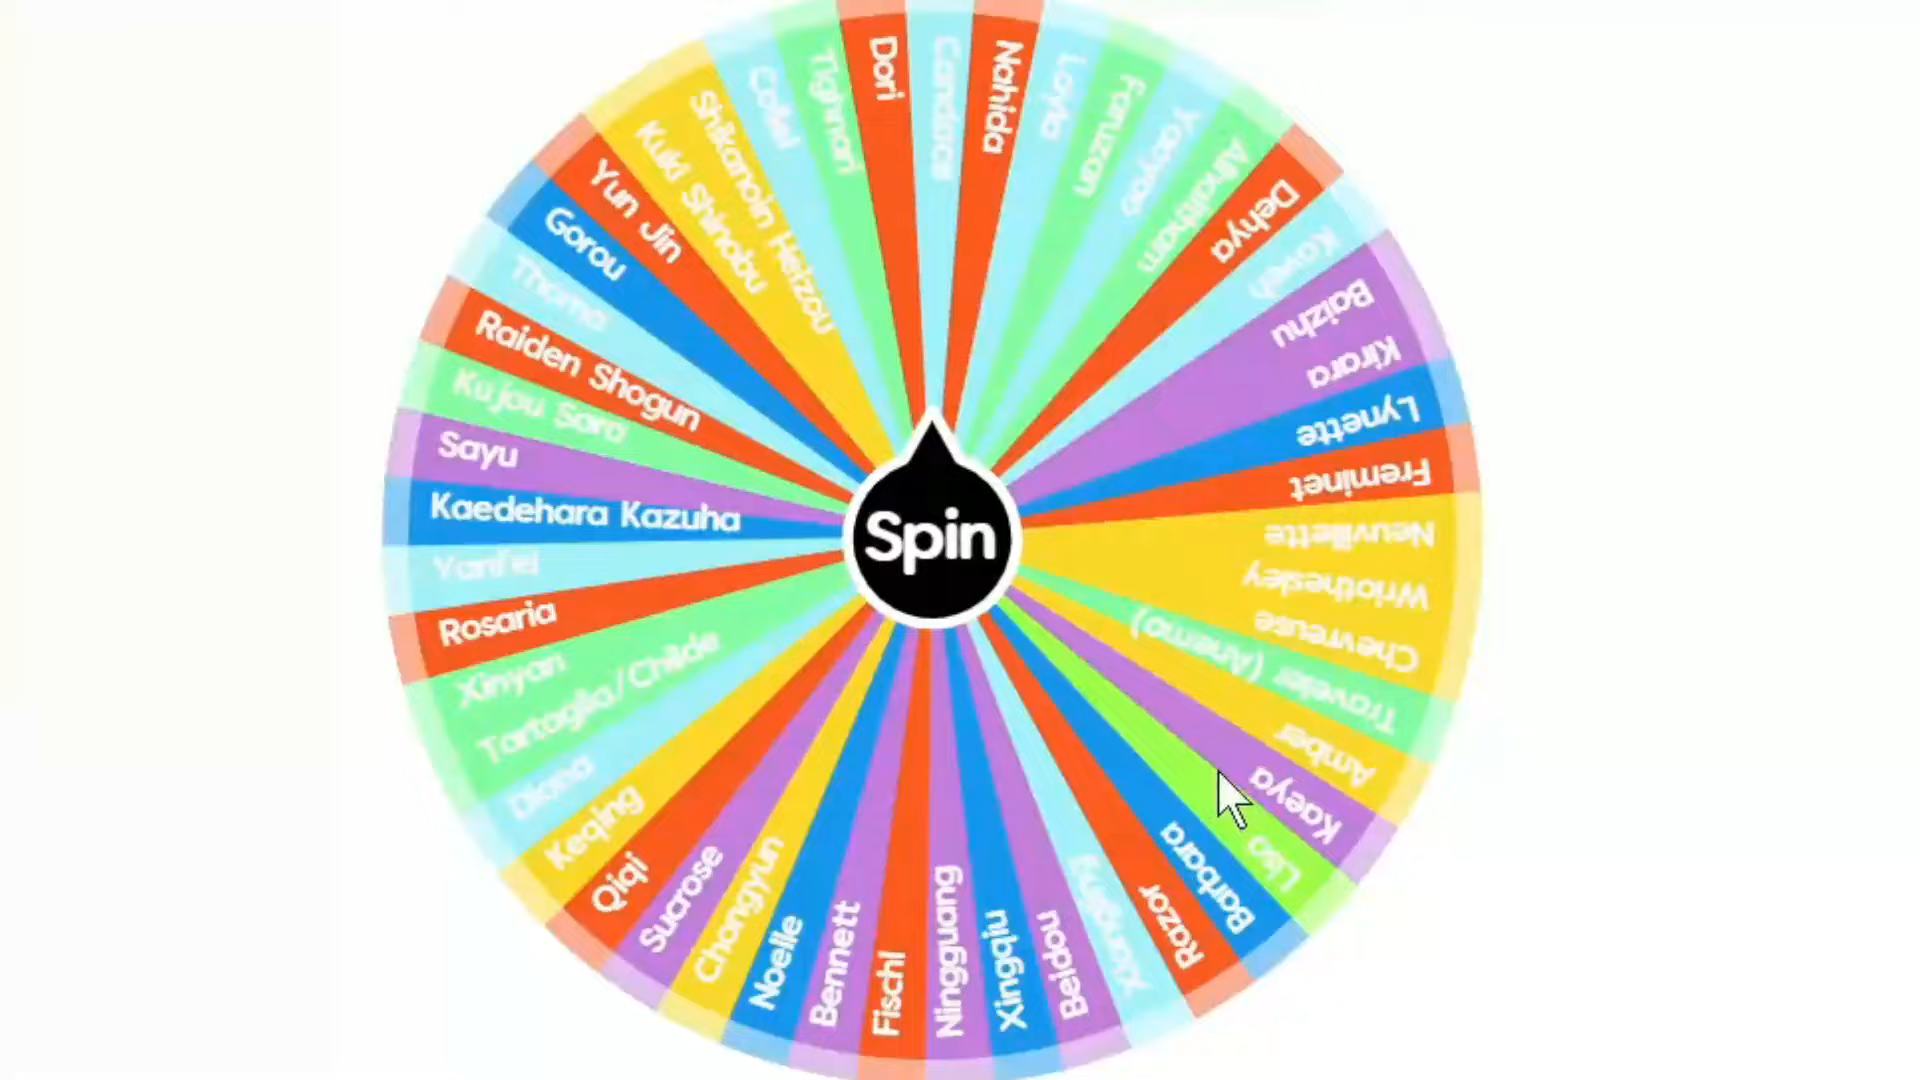 Dori
Candace
Nahida
Layla
Faruzan
Yaoyao
Alhaitham
Dehya
Kaveh
Baizhu
Kirara
Lynette
Freminet
Neuvillette
Wriothesley
Chevreuse
Traveler (Anemo)
Amber
Kaeya
Lisa
Barbara
Razor
Xiangling
Beidou
Xingqiu
Ningguang
Fischl
Bennett
Noelle
Chongyun
Sucrose
Qiqi
Keqing
Diona
Tartaglia/Childe
Xinyan
Rosaria
YanFei
Kaedehara Kazuha
Sayu
Kujou Sara
Raiden Shogun
Thoma
Gorou
Yun Jin
Kuki Shinobu
Shikanoin Heizou
Collei
Tighnari
Spin